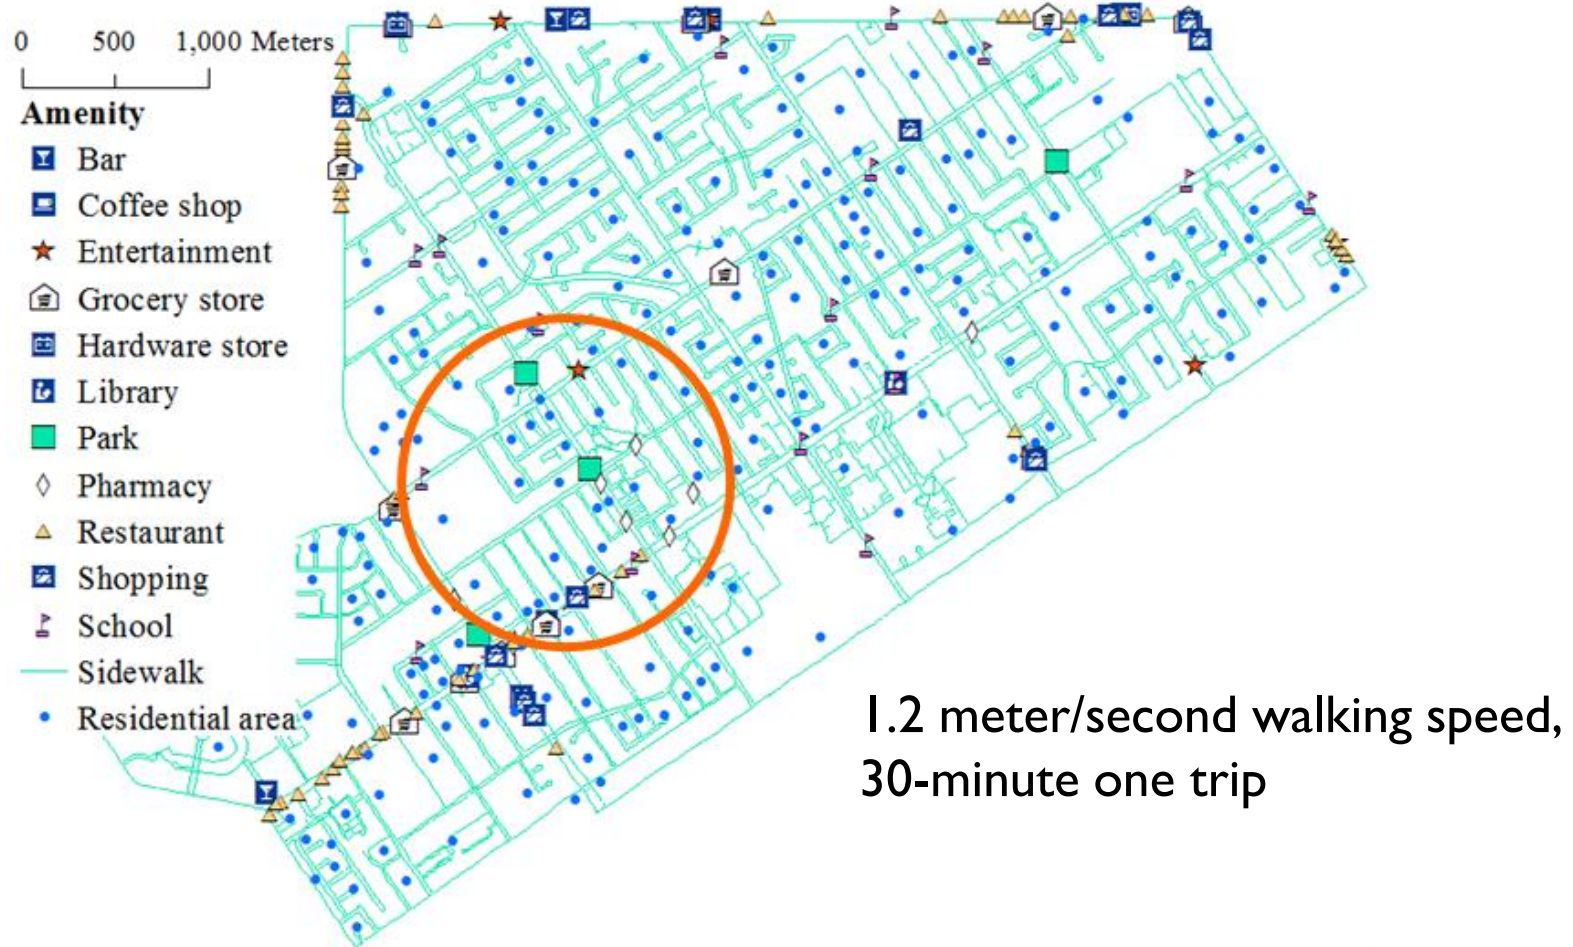 0 500 1,000 Meters
Amenity
Bar
Coffee shop
Entertainment
Grocery store
Hardware store
Library
Park
Pharmacy
Restaurant
Shopping
School
Sidewalk
Residential area
1.2 meter/second walking speed,
30-minute one trip